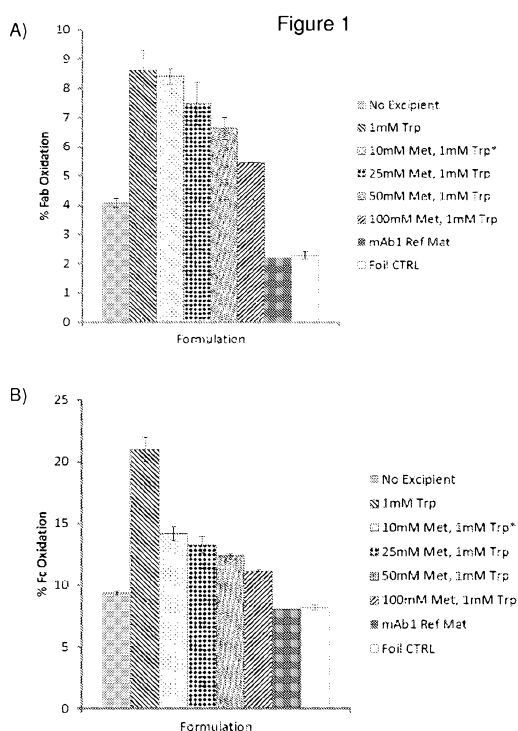 Figure 1
A)
10
9
8
7
6
5
4
3
2
1
0
% Fab Oxidation
Formulation
No Excipient
1mM Trp
10mM Met, 1mM Trp*
25mM Met, 1mM Trp
50mM Met, 1mM Trp
100mM Met, 1mM Trp
mAb1 Ref Mat
Foil CTRL
B)
25
20
15
10
5
0
% Fc Oxidation
Formulation
No Excipient
1mM Trp
10mM Met, 1mM Trp*
25mM Met, 1mM Trp
50mM Met, 1mM Trp
100mM Met, 1mM Trp
mAb1 Ref Mat
Foil CTRL